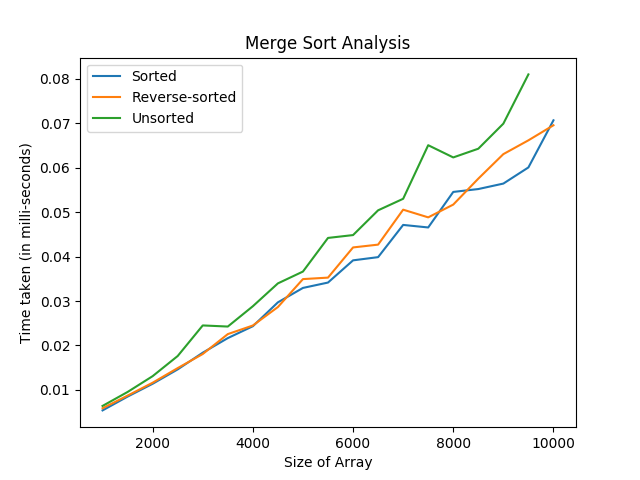 Merge Sort Analysis
Sorted
Reverse-sorted
Unsorted
0.08
0.07
0.06
0.05
0.04
0.03
0.02
0.01
Time taken (in milli-seconds)
2000 4000 6000 8000 10000
Size of Array